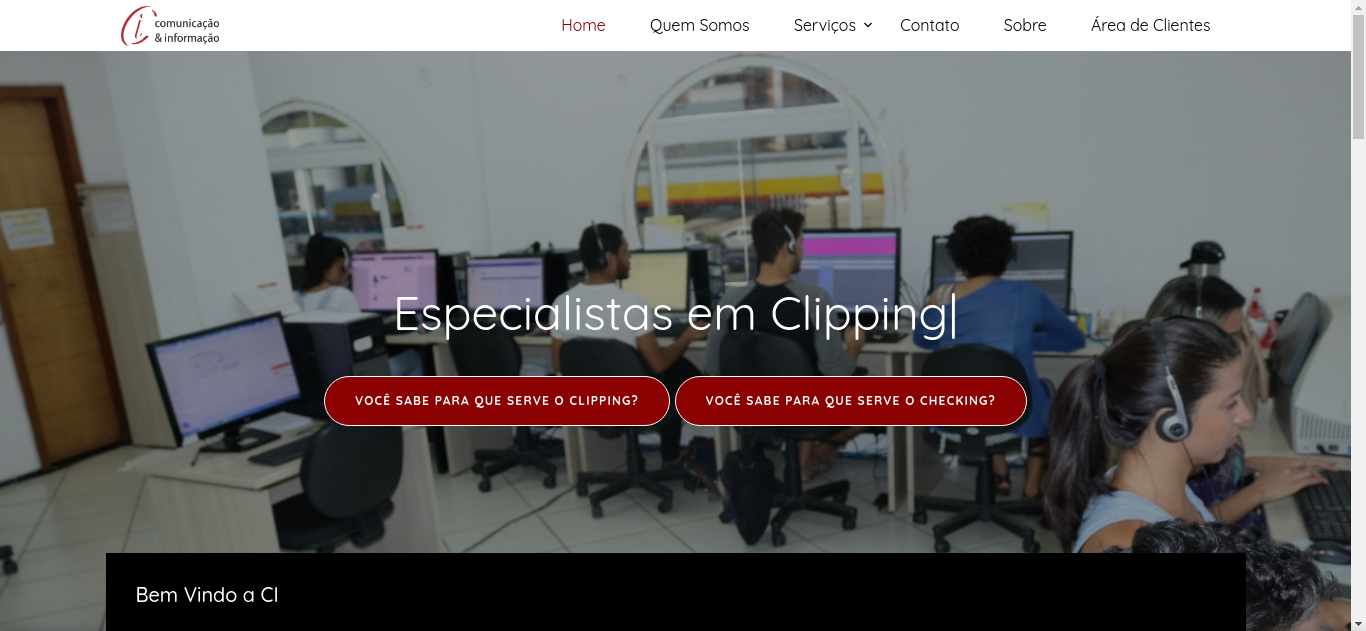 comunicação
& informação
Home
Quem Somos
Serviços
Contato
Sobre
Área de Clientes
Especialistas em Clipping|
VOCÊ SABE PARA QUE SERVE O CLIPPING?
VOCÊ SABE PARA QUE SERVE O CHECKING?
Bem Vindo a CI